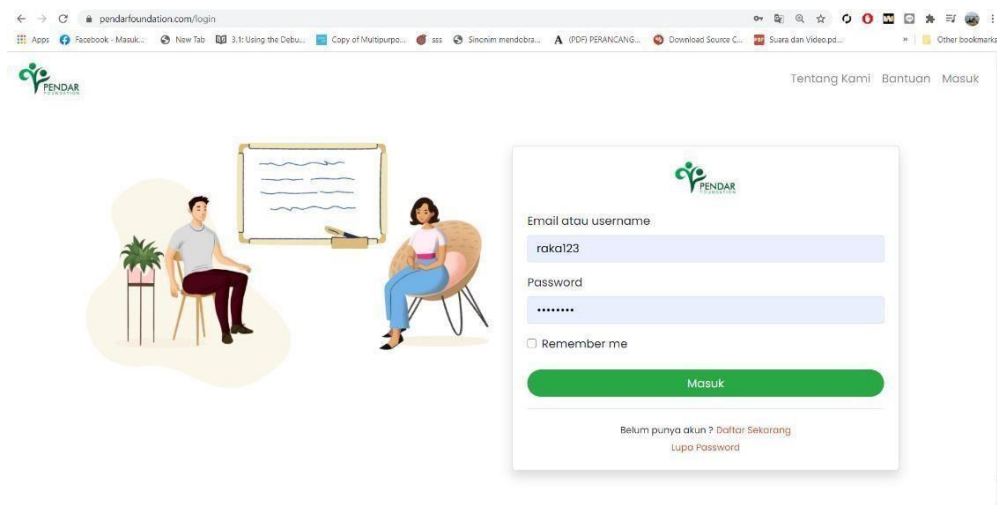 pendarfoundation.com/login
Apps Facebook - Masuk... New Tab 3.1: Using the Debu... Copy of Multipurpo... sss Sinonim mendobra... (PDF) PERANCANG... Download Source C... Suara dan Video.pd... » Other bookmarks
PENDAR
FOUNDATION
Tentang Kami Bantuan Masuk
PENDAR
FOUNDATION
Email atau username
raka123
Password
••••••••
Remember me
Masuk
Belum punya akun ? Daftar Sekarang
Lupa Password